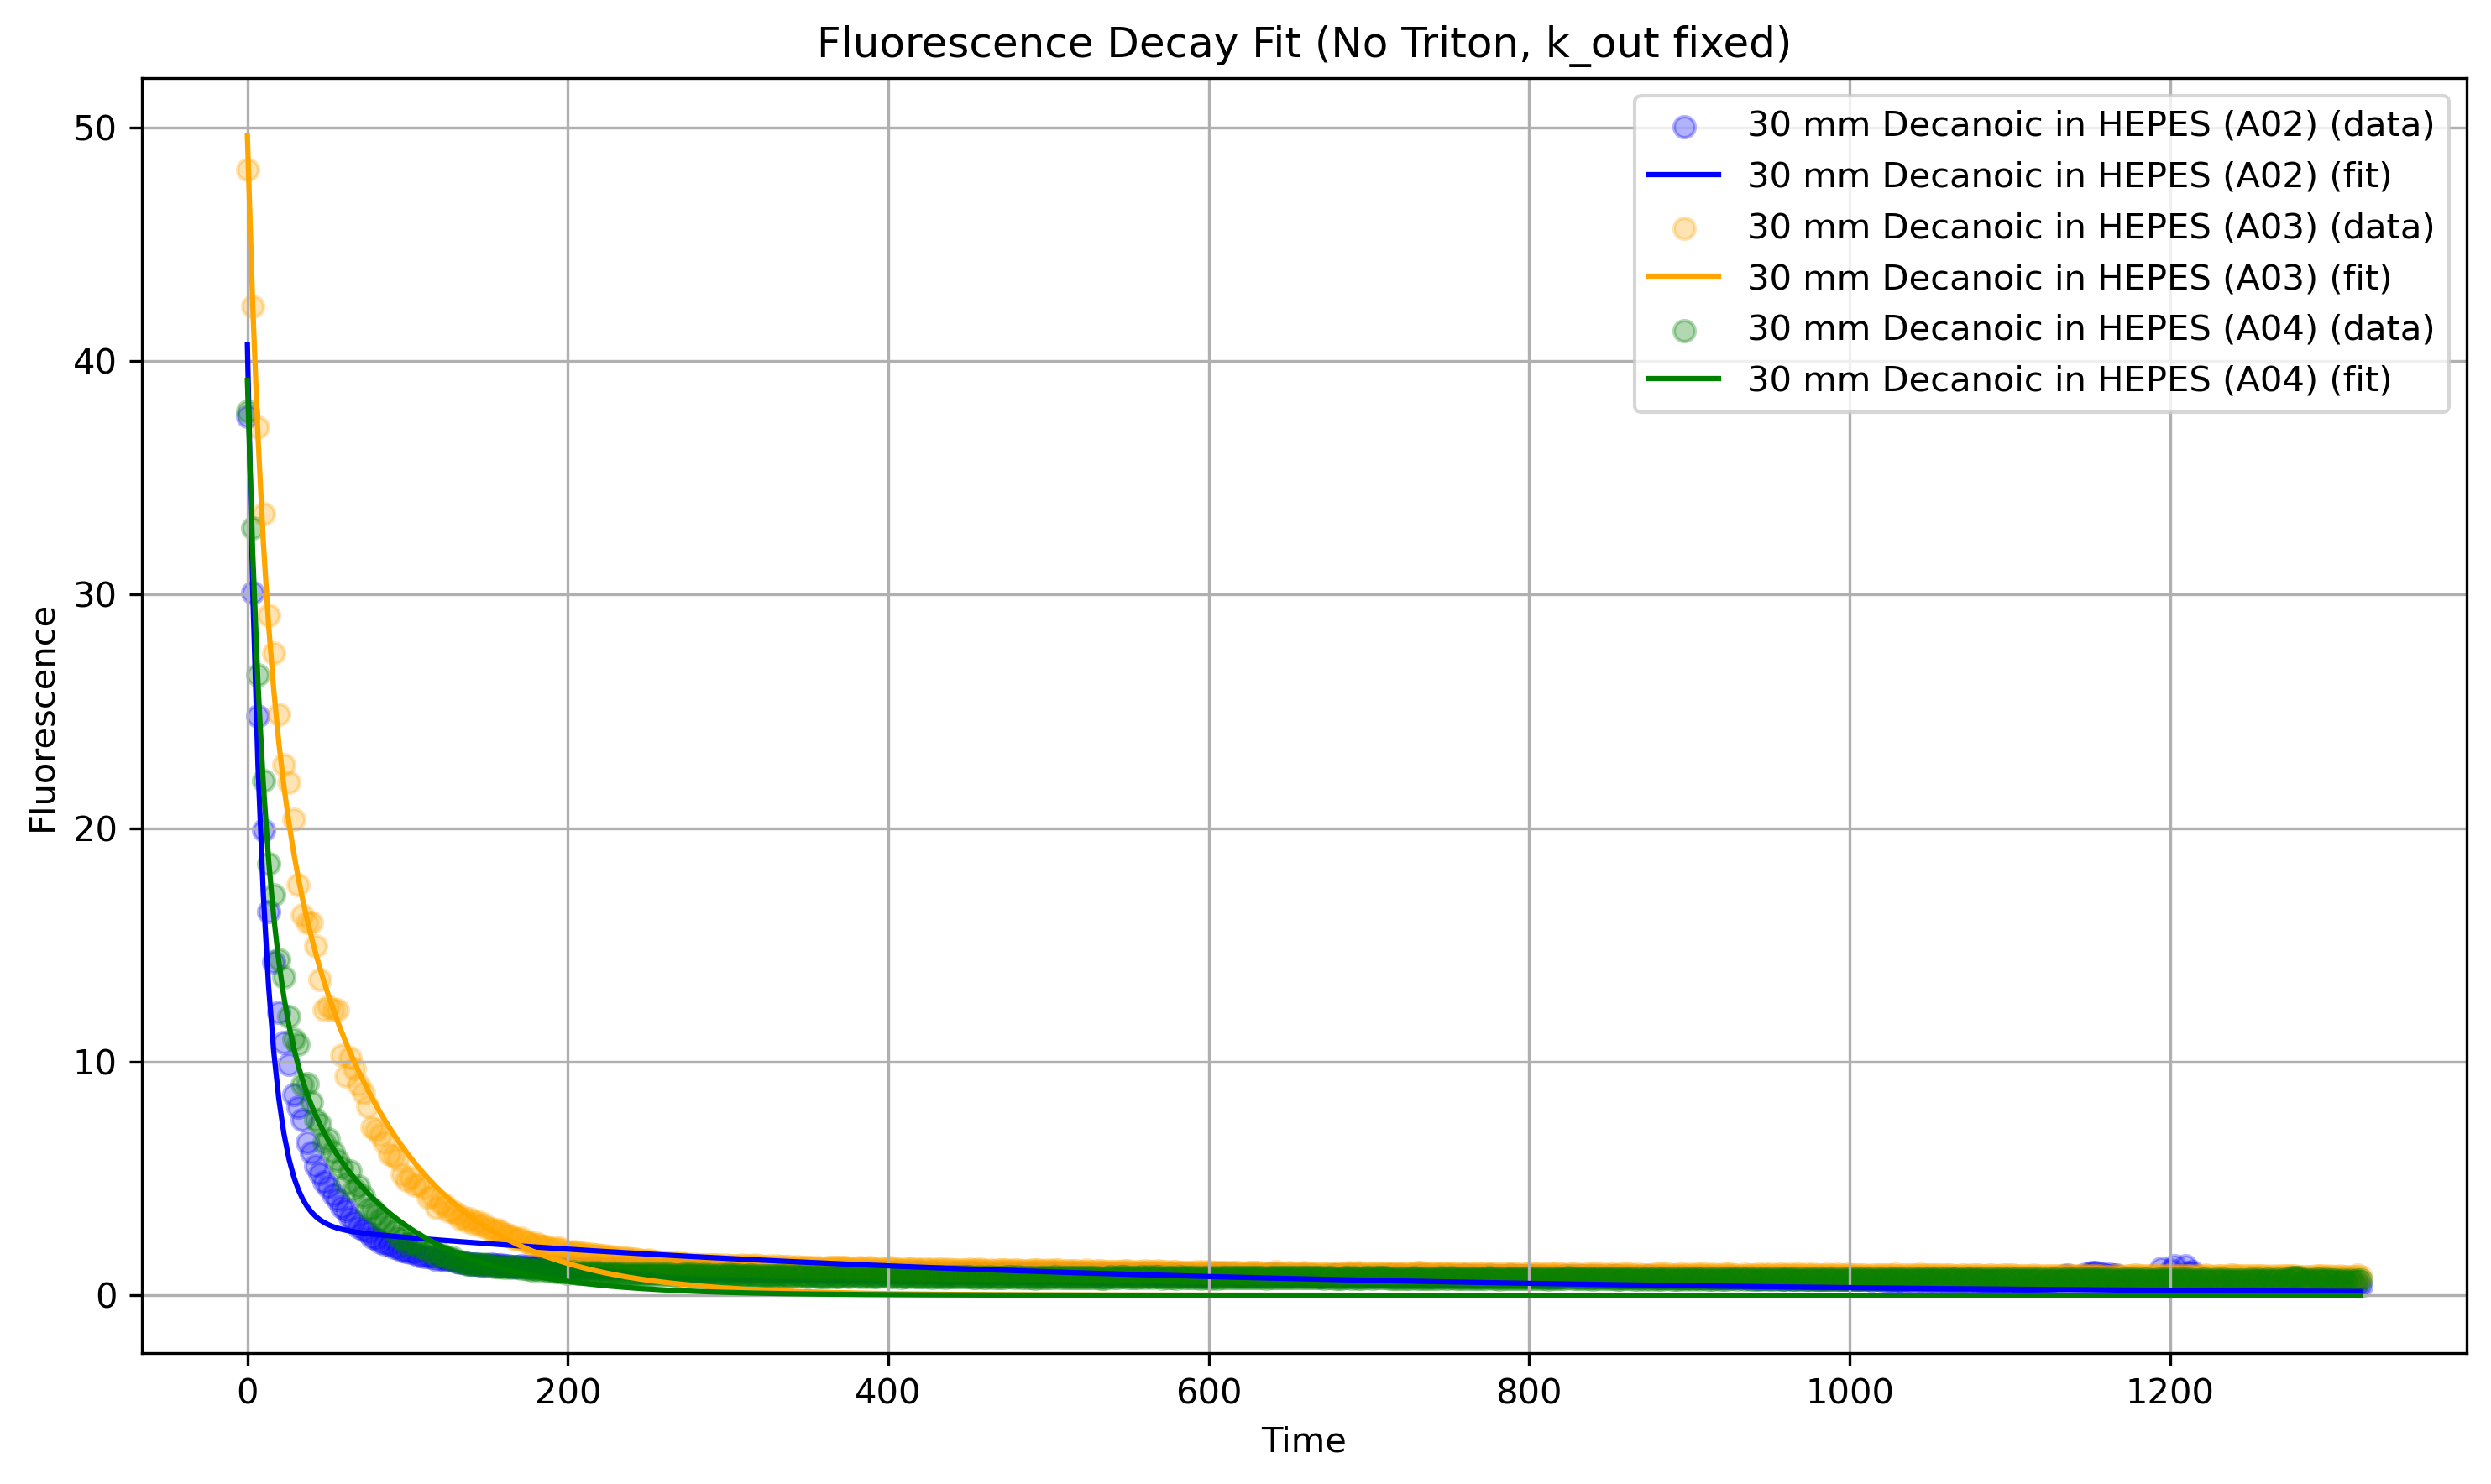 Fluorescence Decay Fit (No Triton, k_out fixed)
30 mm Decanoic in HEPES (A02) (data)
30 mm Decanoic in HEPES (A02) (fit)
30 mm Decanoic in HEPES (A03) (data)
30 mm Decanoic in HEPES (A03) (fit)
30 mm Decanoic in HEPES (A04) (data)
30 mm Decanoic in HEPES (A04) (fit)
Fluorescence
50
40
30
20
10
0
0
200
400
600
800
1000
1200
Time